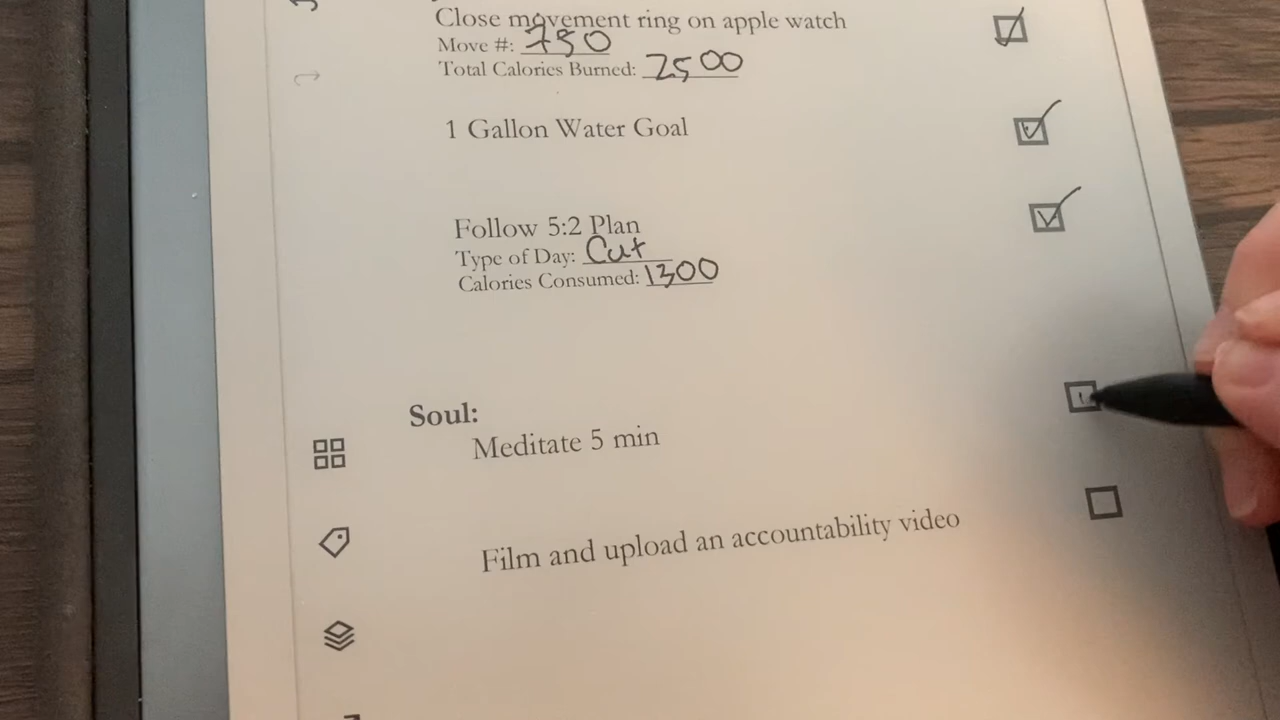 Close movement ring on apple watch
Move #: 750
Total Calories Burned: 2500
1 Gallon Water Goal
Follow 5:2 Plan
Type of Day: Cut
Calories Consumed: 1300
Soul:
Meditate 5 min
Film and upload an accountability video